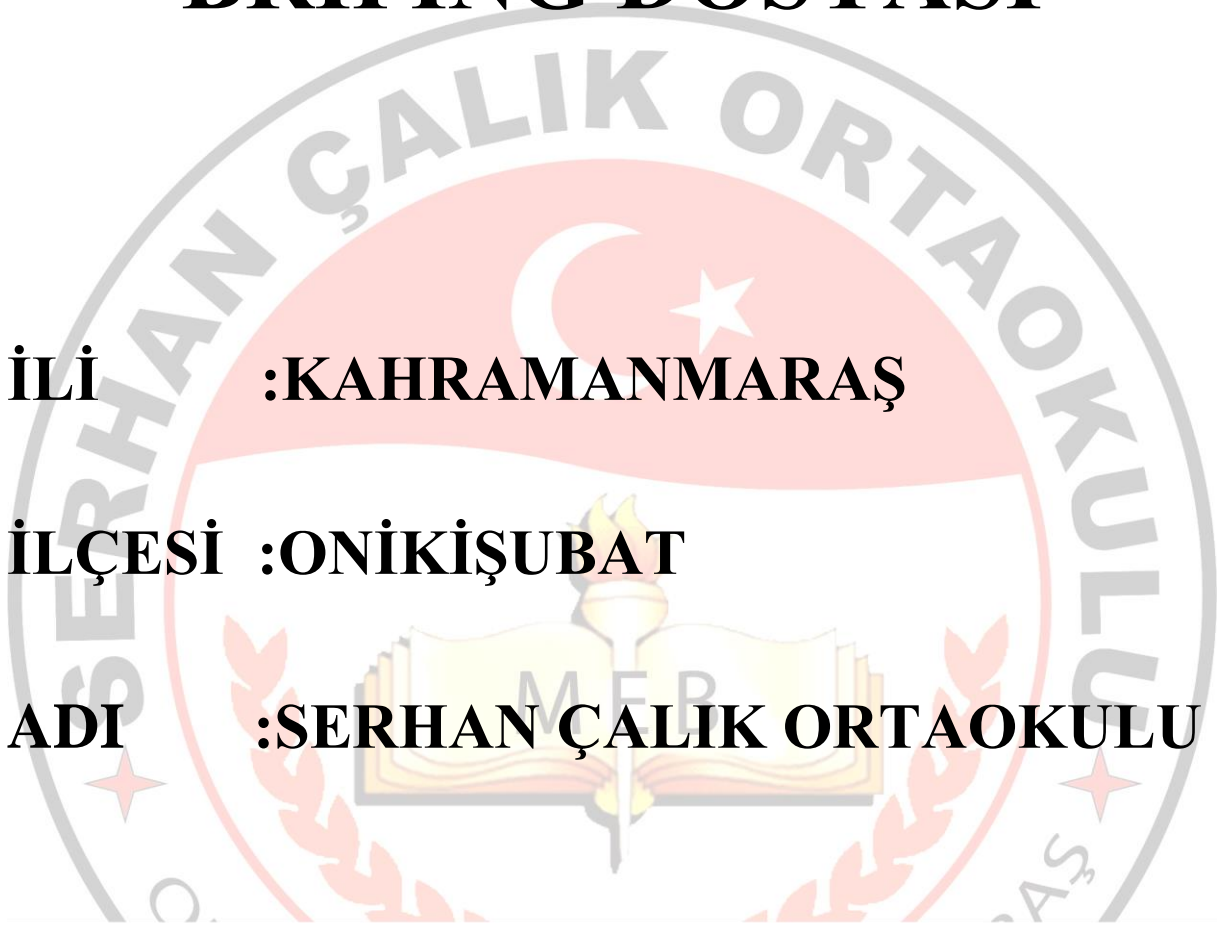 SERHAN ÇALIK ORTAOKULU
İLİ :KAHRAMANMARAŞ
İLÇESİ :ONİKİŞUBAT
MEB
ADI :SERHAN ÇALIK ORTAOKULU